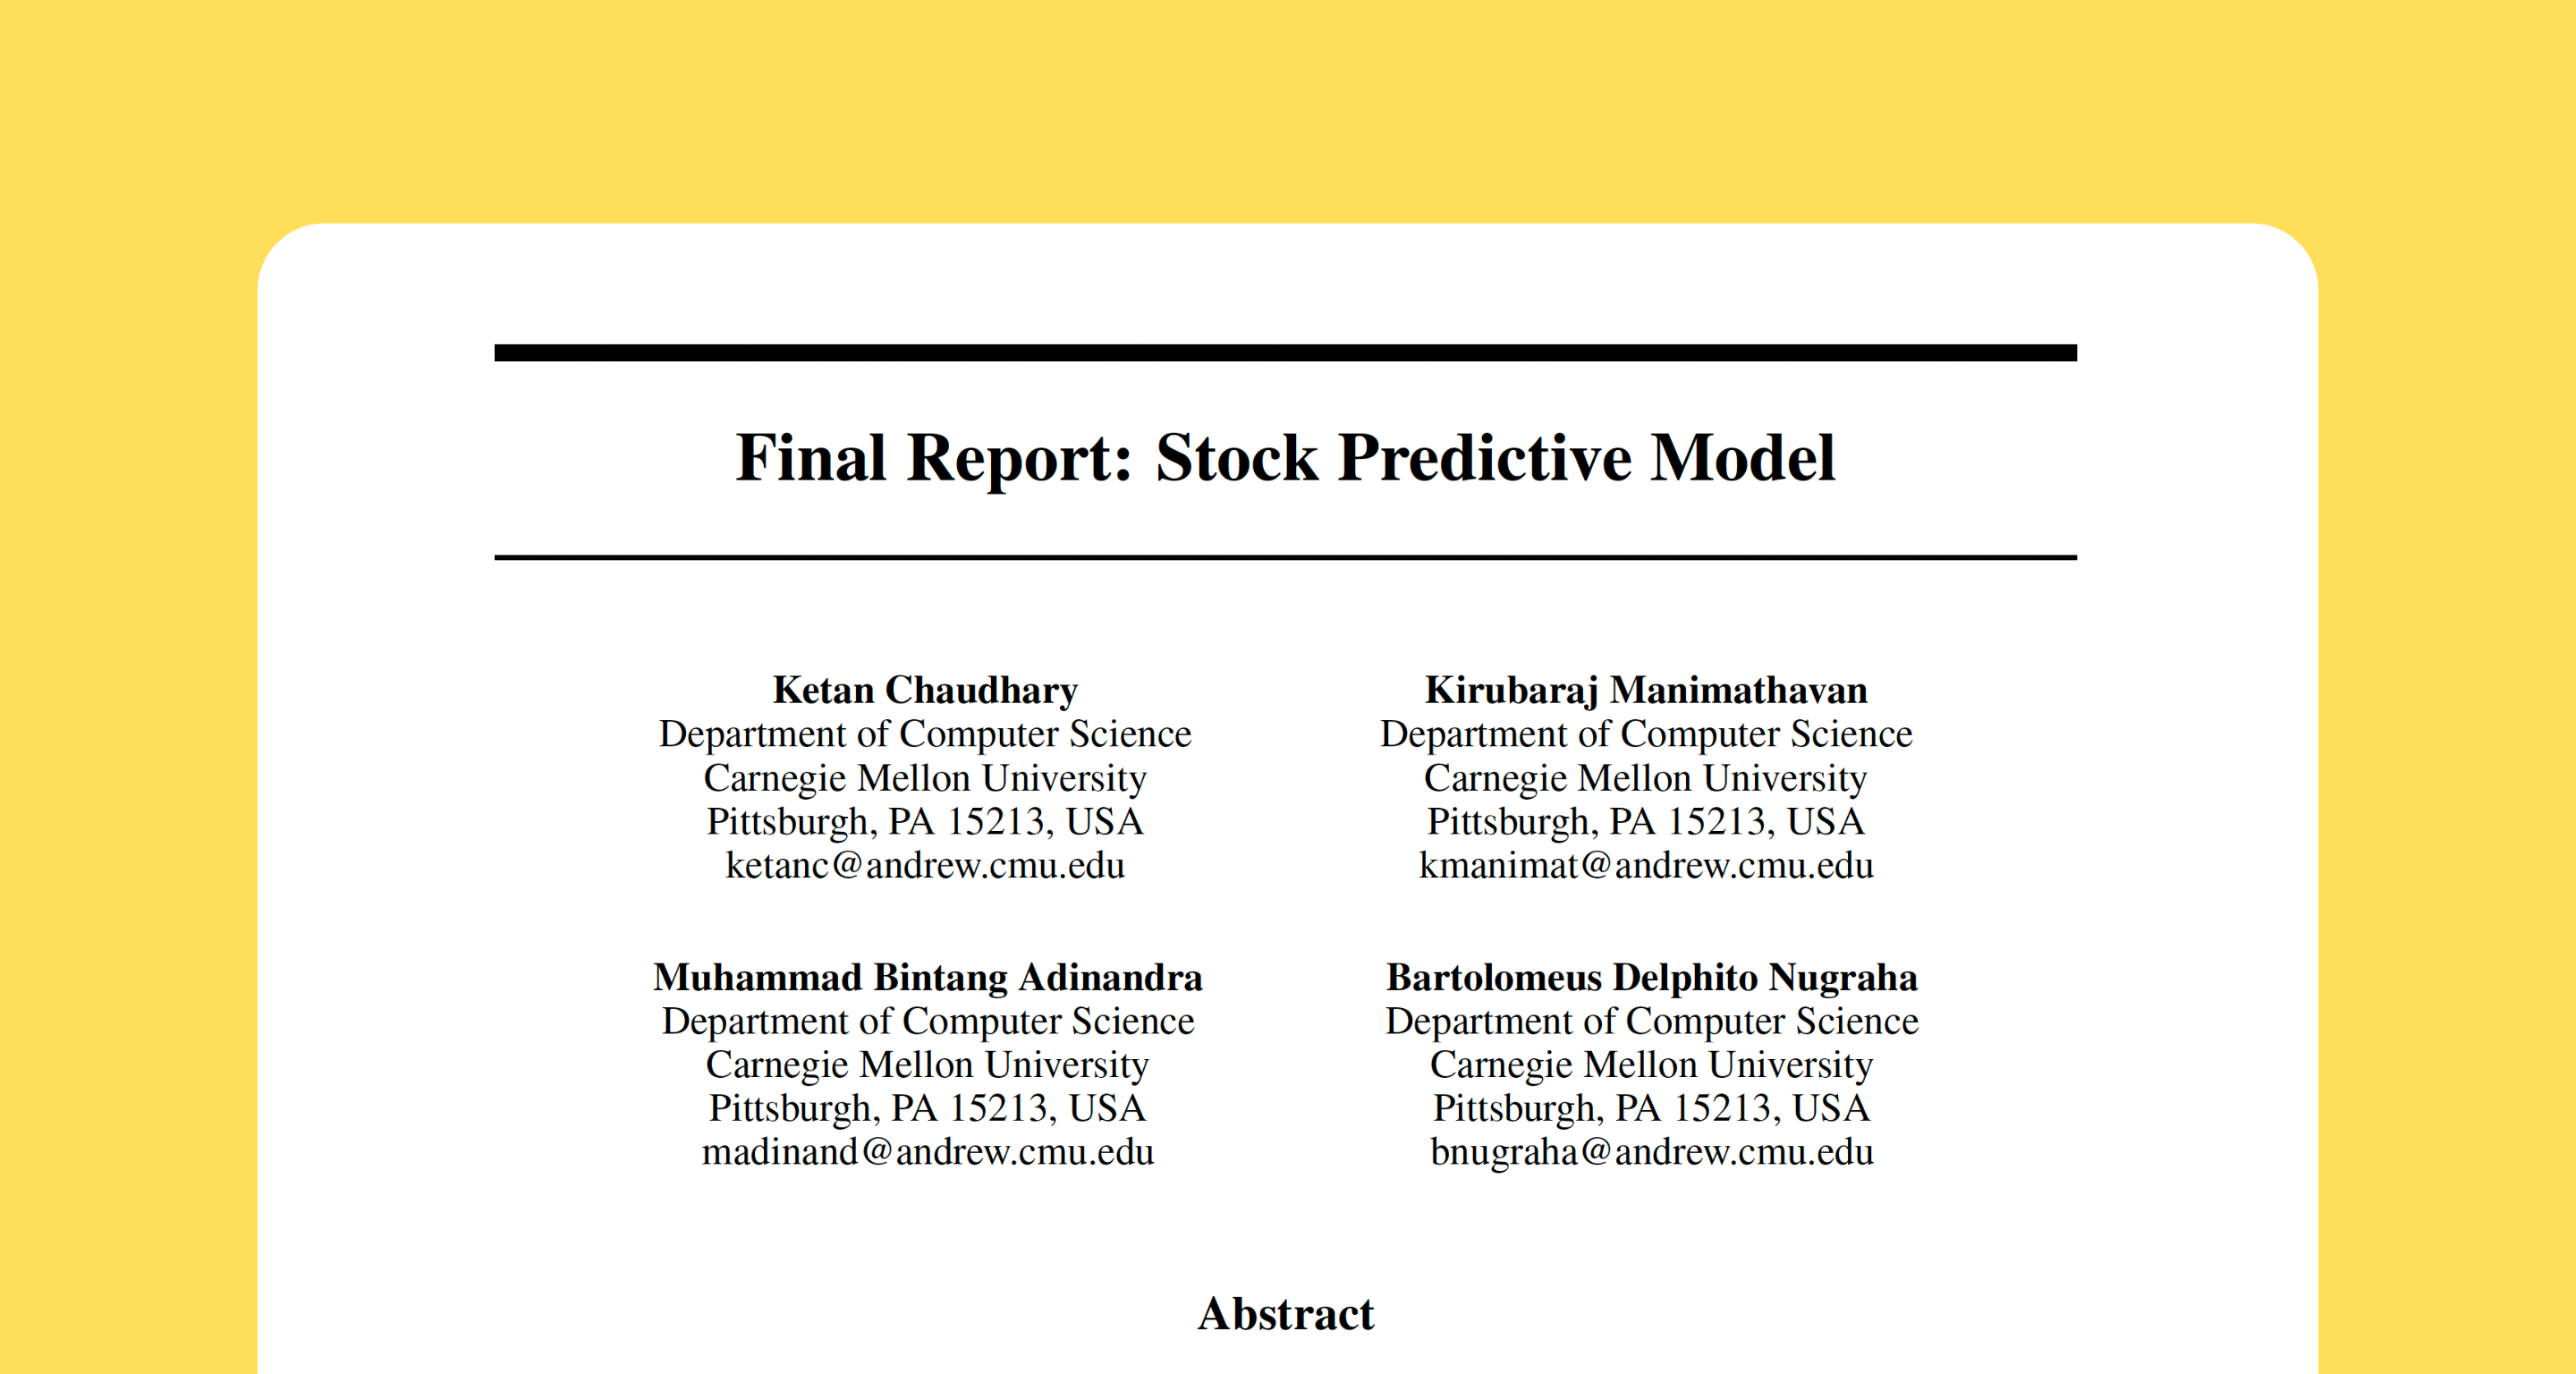 Final Report: Stock Predictive Model
Ketan Chaudhary
Department of Computer Science
Carnegie Mellon University
Pittsburgh, PA 15213, USA
ketanc@andrew.cmu.edu
Kirubaraj Manimathavan
Department of Computer Science
Carnegie Mellon University
Pittsburgh, PA 15213, USA
kmanimat@andrew.cmu.edu
Muhammad Bintang Adinandra
Department of Computer Science
Carnegie Mellon University
Pittsburgh, PA 15213, USA
madinand@andrew.cmu.edu
Bartolomeus Delphito Nugraha
Department of Computer Science
Carnegie Mellon University
Pittsburgh, PA 15213, USA
bnugraha@andrew.cmu.edu
Abstract